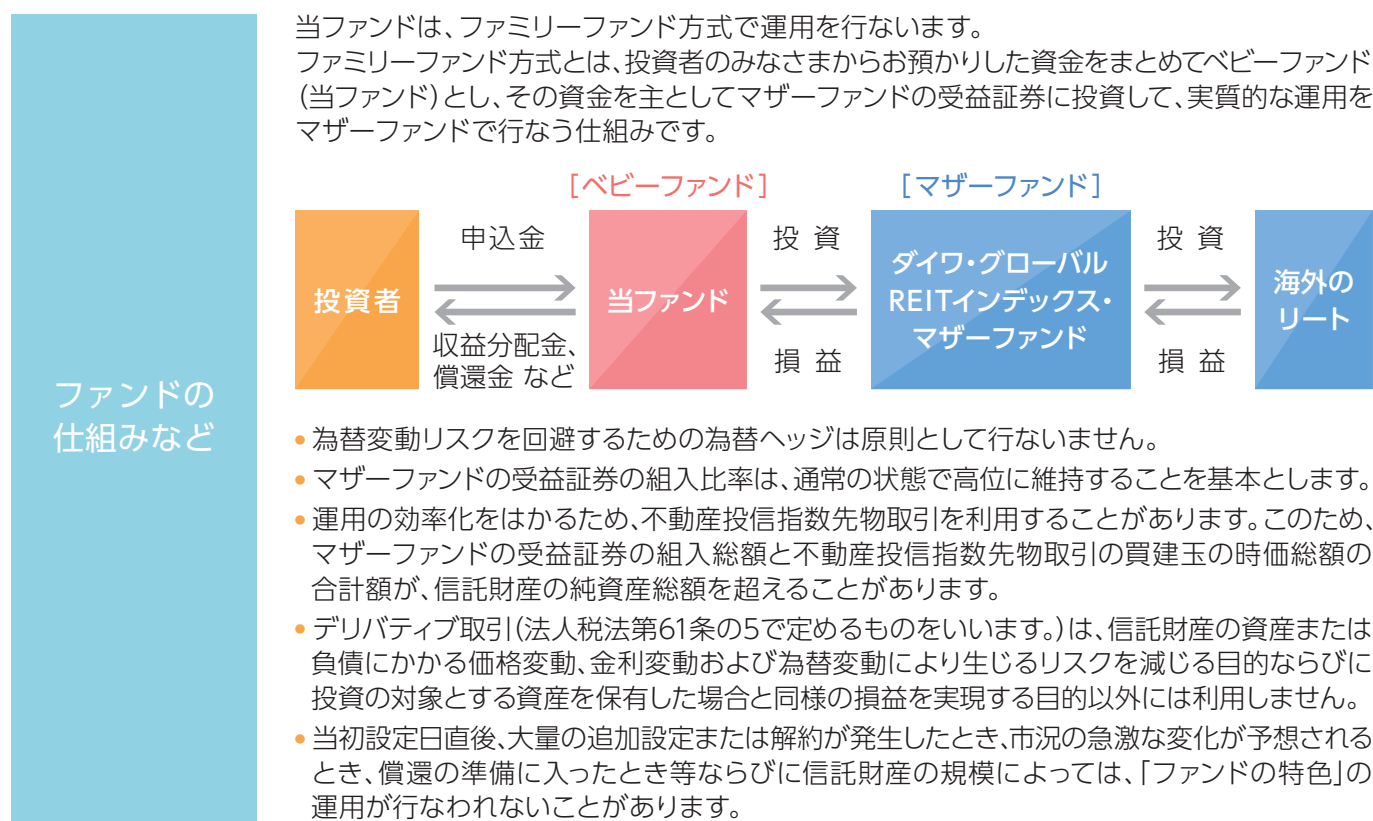 当ファンドは、ファミリーファンド方式で運用を行ないます。
ファミリーファンド方式とは、投資者のみなさまからお預かりした資金をまとめてベビーファンド
(当ファンド)とし、その資金を主としてマザーファンドの受益証券に投資して、実質的な運用を
マザーファンドで行なう仕組みです。
[ベビーファンド]
[マザーファンド]
投資者
申込金
収益分配金、
償還金 など
当ファンド
投 資
損 益
ダイワ・グローバル
REITインデックス・
マザーファンド
投 資
損 益
海外の
リート
ファンドの
仕組みなど
•為替変動リスクを回避するための為替ヘッジは原則として行ないません。
•マザーファンドの受益証券の組入比率は、通常の状態で高位に維持することを基本とします。
•運用の効率化をはかるため、不動産投信指数先物取引を利用することがあります。このため、
マザーファンドの受益証券の組入総額と不動産投信指数先物取引の買建玉の時価総額の
合計額が、信託財産の純資産総額を超えることがあります。
•デリバティブ取引(法人税法第61条の5で定めるものをいいます。)は、信託財産の資産または
負債にかかる価格変動、金利変動および為替変動により生じるリスクを減じる目的ならびに
投資の対象とする資産を保有した場合と同様の損益を実現する目的以外には利用しません。
•当初設定日直後、大量の追加設定または解約が発生したとき、市況の急激な変化が予想される
とき、償還の準備に入ったとき等ならびに信託財産の規模によっては、「ファンドの特色」の
運用が行なわれないことがあります。